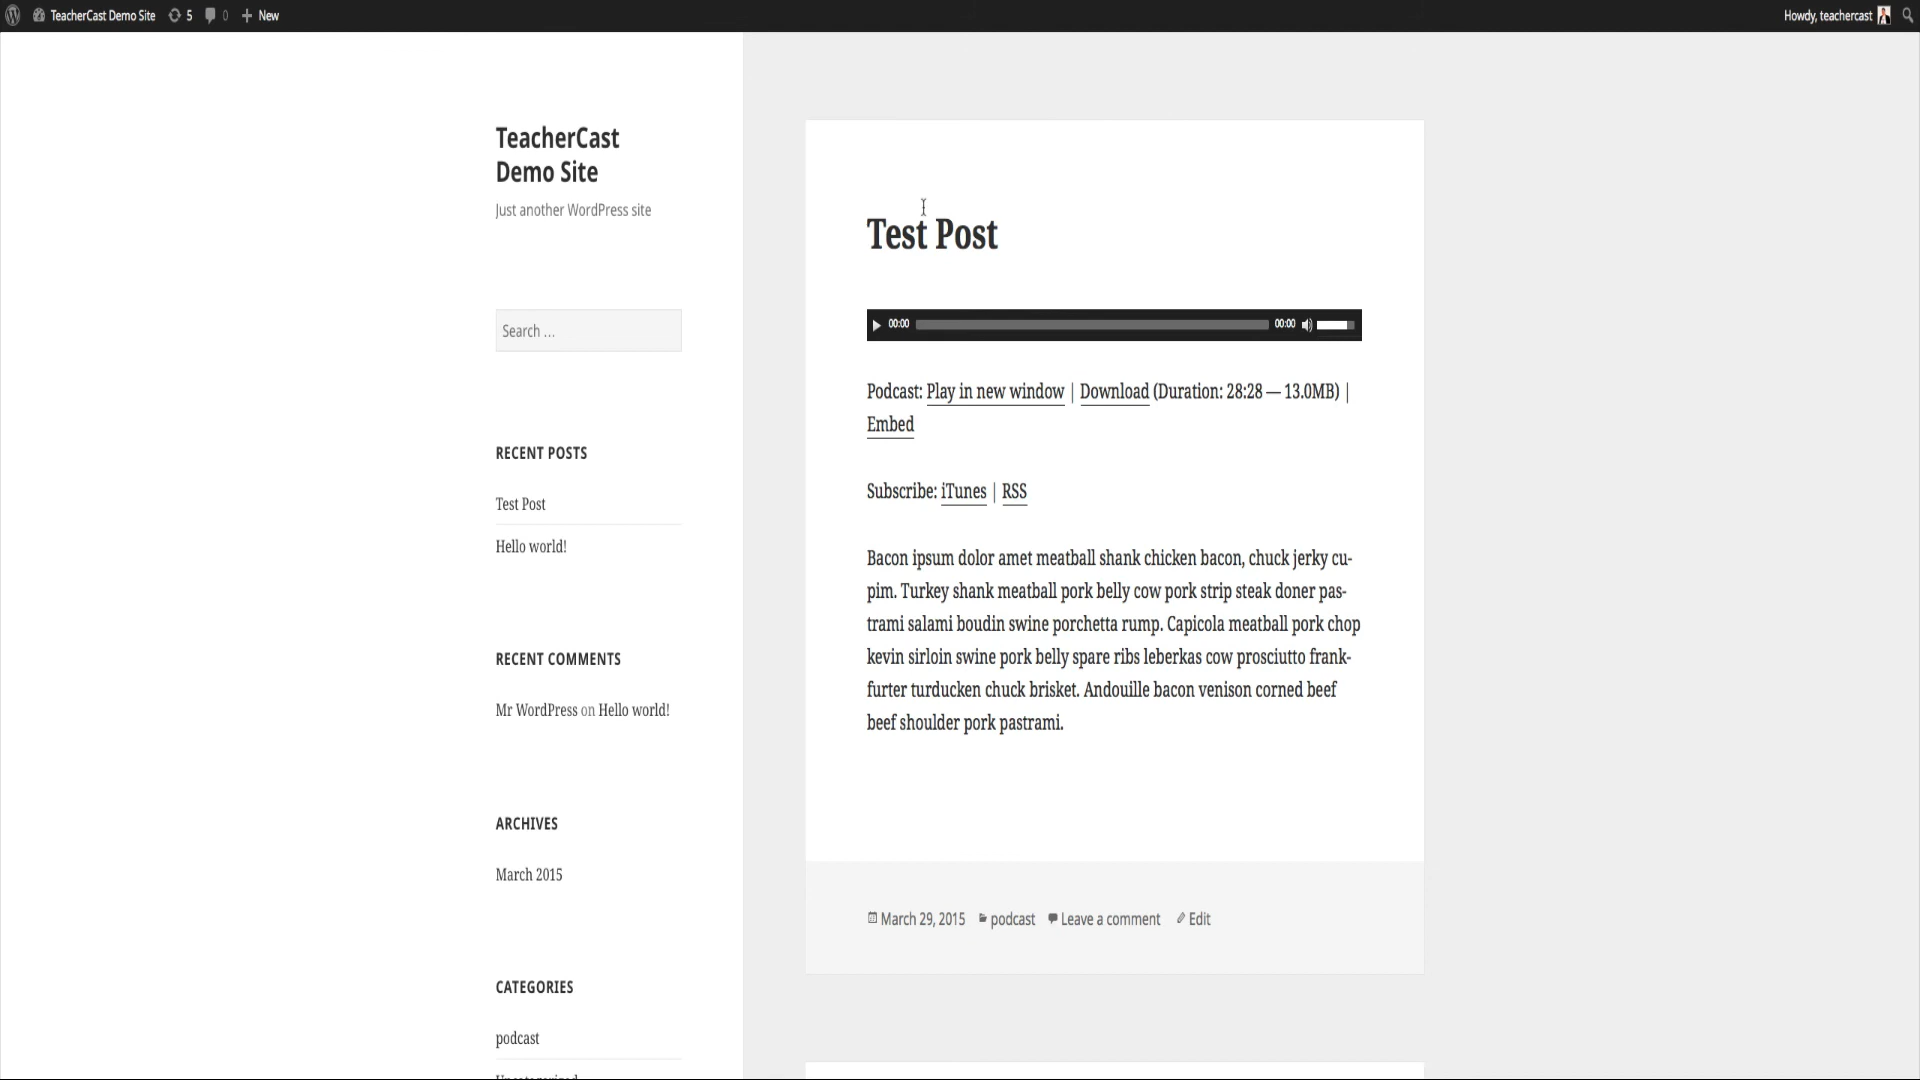 TeacherCast Demo Site 5 0 New
Howdy, teachercast
TeacherCast
Demo Site
Just another WordPress site
Search ...
RECENT POSTS
Test Post
Hello world!
RECENT COMMENTS
Mr WordPress on Hello world!
ARCHIVES
March 2015
CATEGORIES
podcast
Test Post
00:00 00:00
Podcast: Play in new window | Download (Duration: 28:28 — 13.0MB) |
Embed
Subscribe: iTunes | RSS
Bacon ipsum dolor amet meatball shank chicken bacon, chuck jerky cu-
pim. Turkey shank meatball pork belly cow pork strip steak doner pas-
trami salami boudin swine porchetta rump. Capicola meatball pork chop
kevin sirloin swine pork belly spare ribs leberkas cow prosciutto frank-
furter turducken chuck brisket. Andouille bacon venison corned beef
beef shoulder pork pastrami.
March 29, 2015 podcast Leave a comment Edit